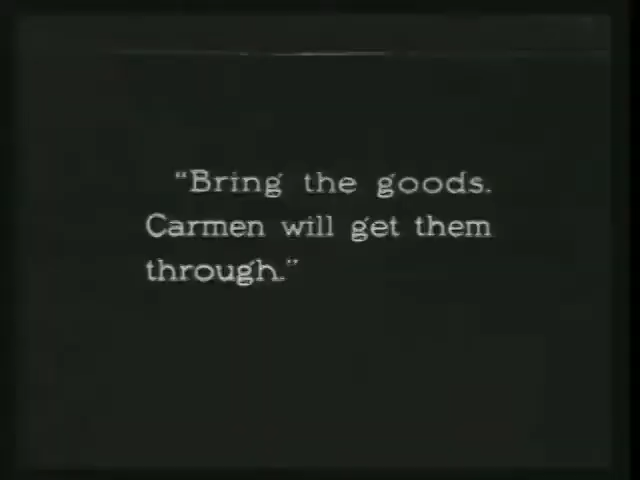 "Bring the goods.
Carmen will get them
through."